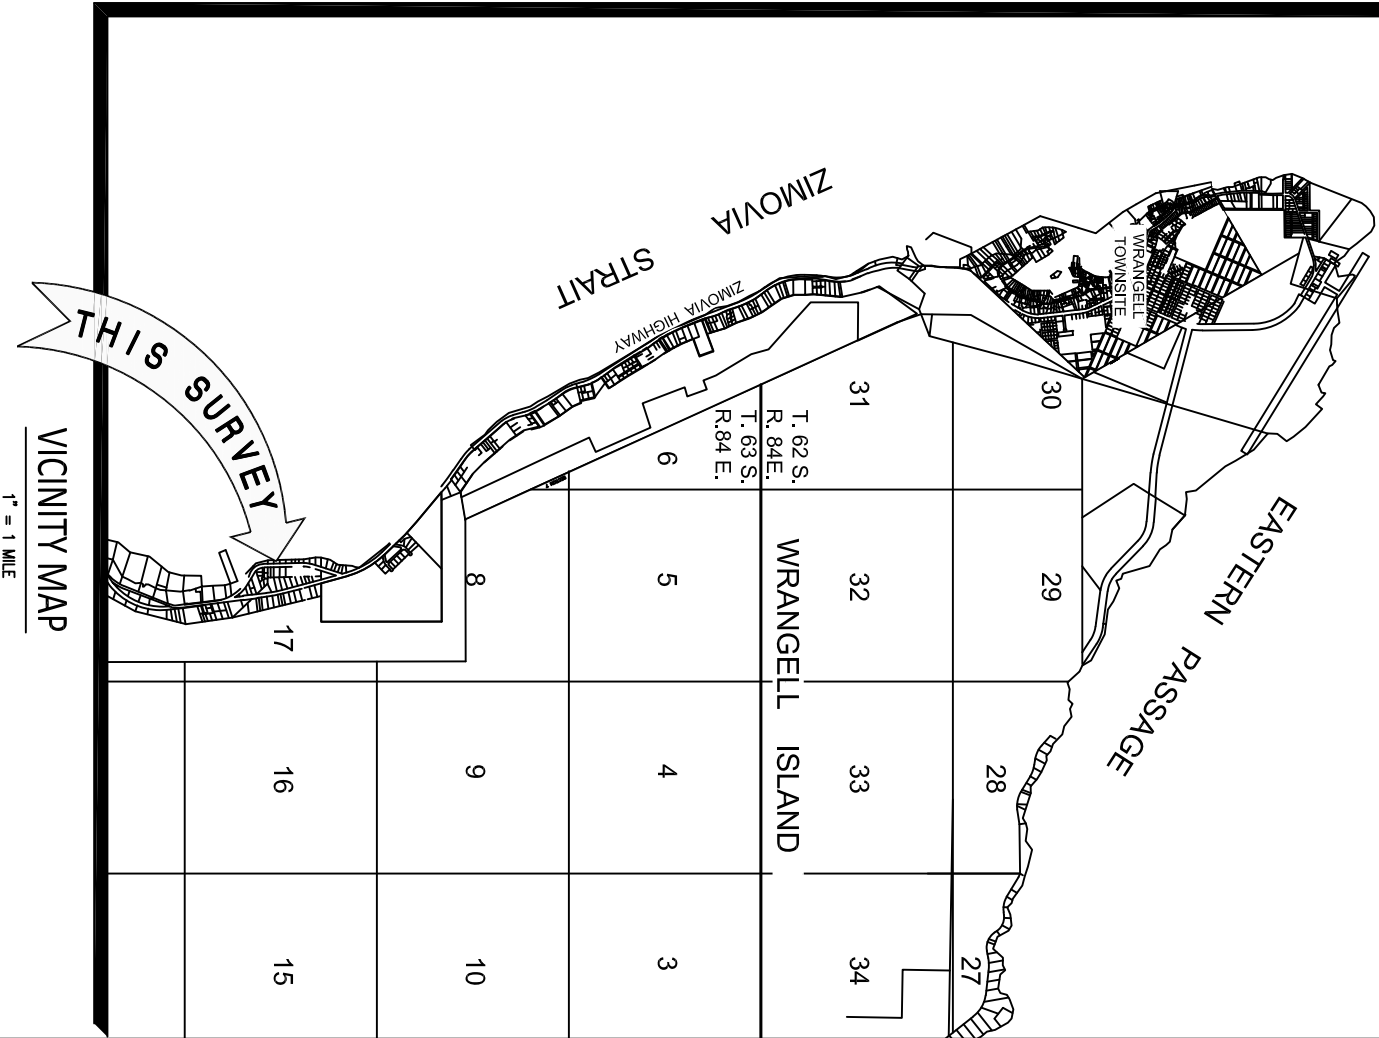 ZIMOVIA
STRAIT
ZIMOVIA HIGHWAY
WRANGELL
TOWNSITE
EASTERN PASSAGE
30
29
28
27
31
32
33
34
T. 62 S.
R. 84E.
T. 63 S.
R.84 E.
WRANGELL ISLAND
6
5
4
3
8
9
10
17
16
15
THIS SURVEY
VICINITY MAP
1" = 1 MILE